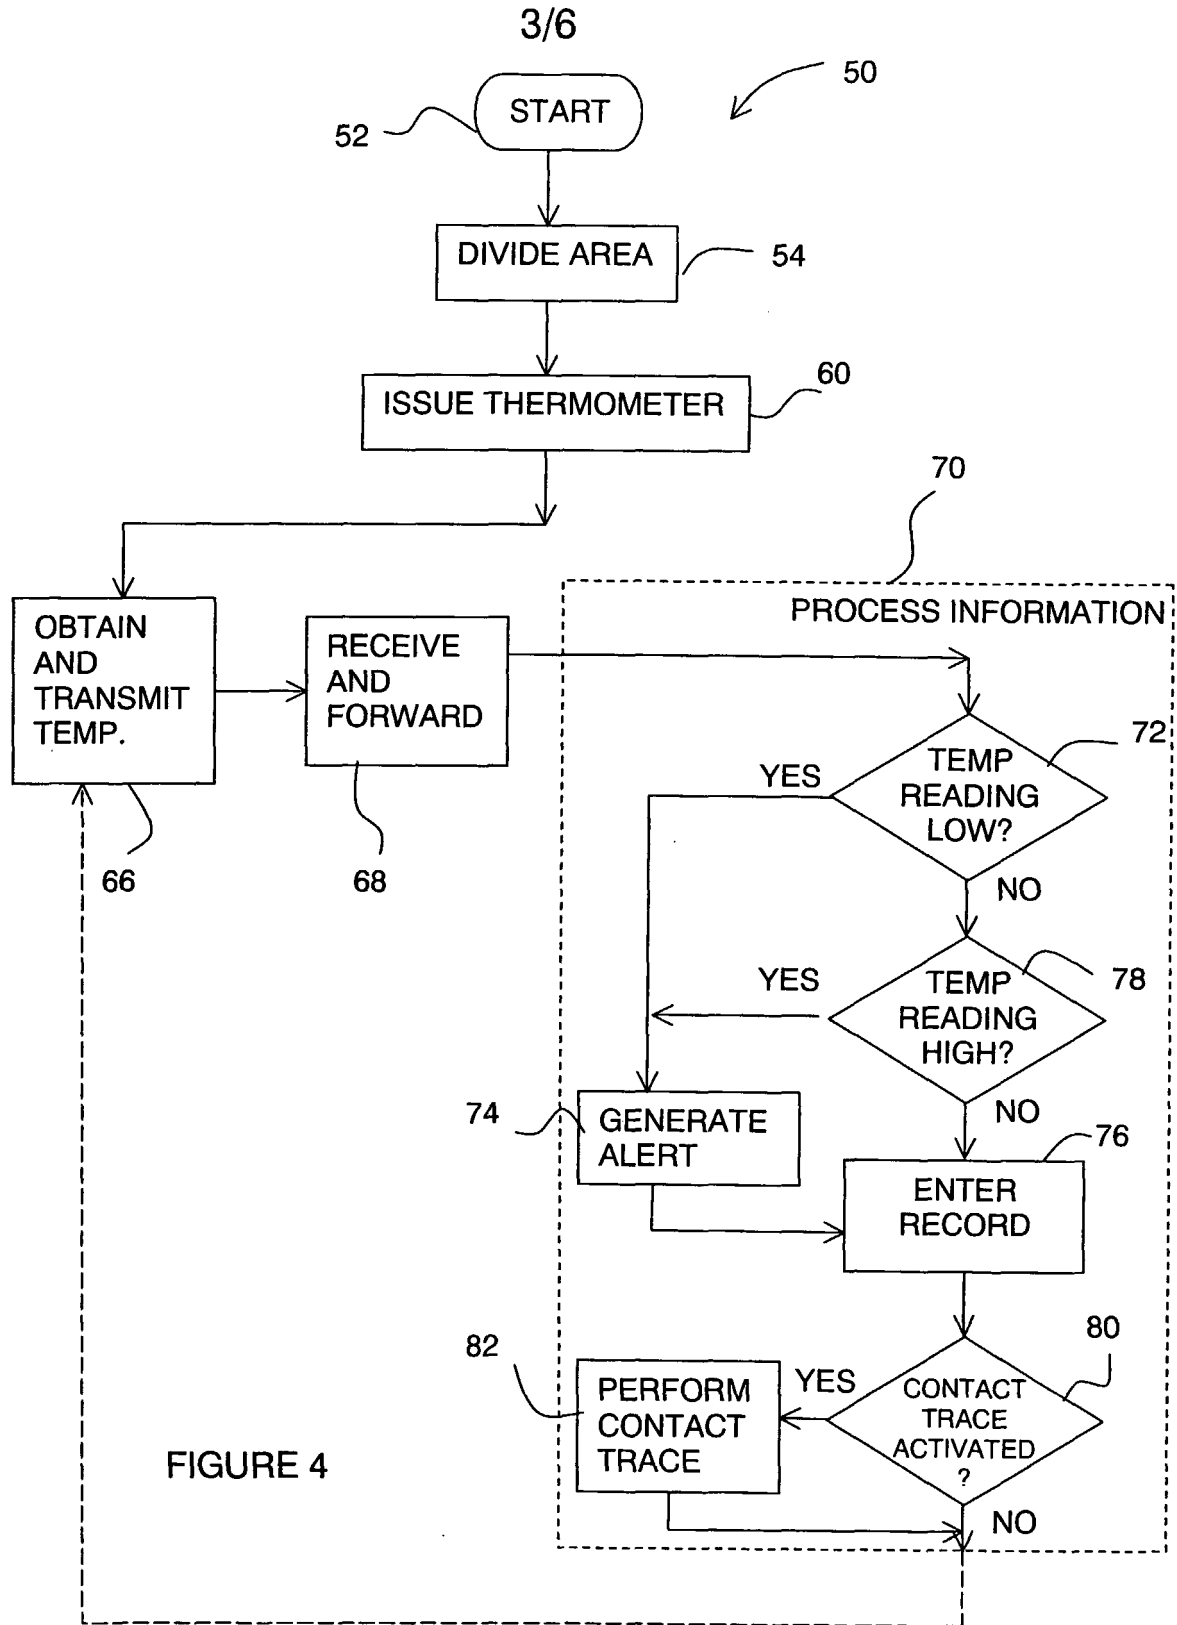 3/6
50
START
52
DIVIDE AREA
54
60
ISSUE THERMOMETER
70
PROCESS INFORMATION
OBTAIN
AND
TRANSMIT
TEMP.
RECEIVE
AND
FORWARD
72
TEMP
READING
LOW?
YES
66
68
NO
78
TEMP
READING
HIGH?
YES
74
GENERATE
ALERT
NO
76
ENTER
RECORD
80
82
PERFORM
CONTACT
TRACE
YES
CONTACT
TRACE
ACTIVATED
?
FIGURE 4
NO